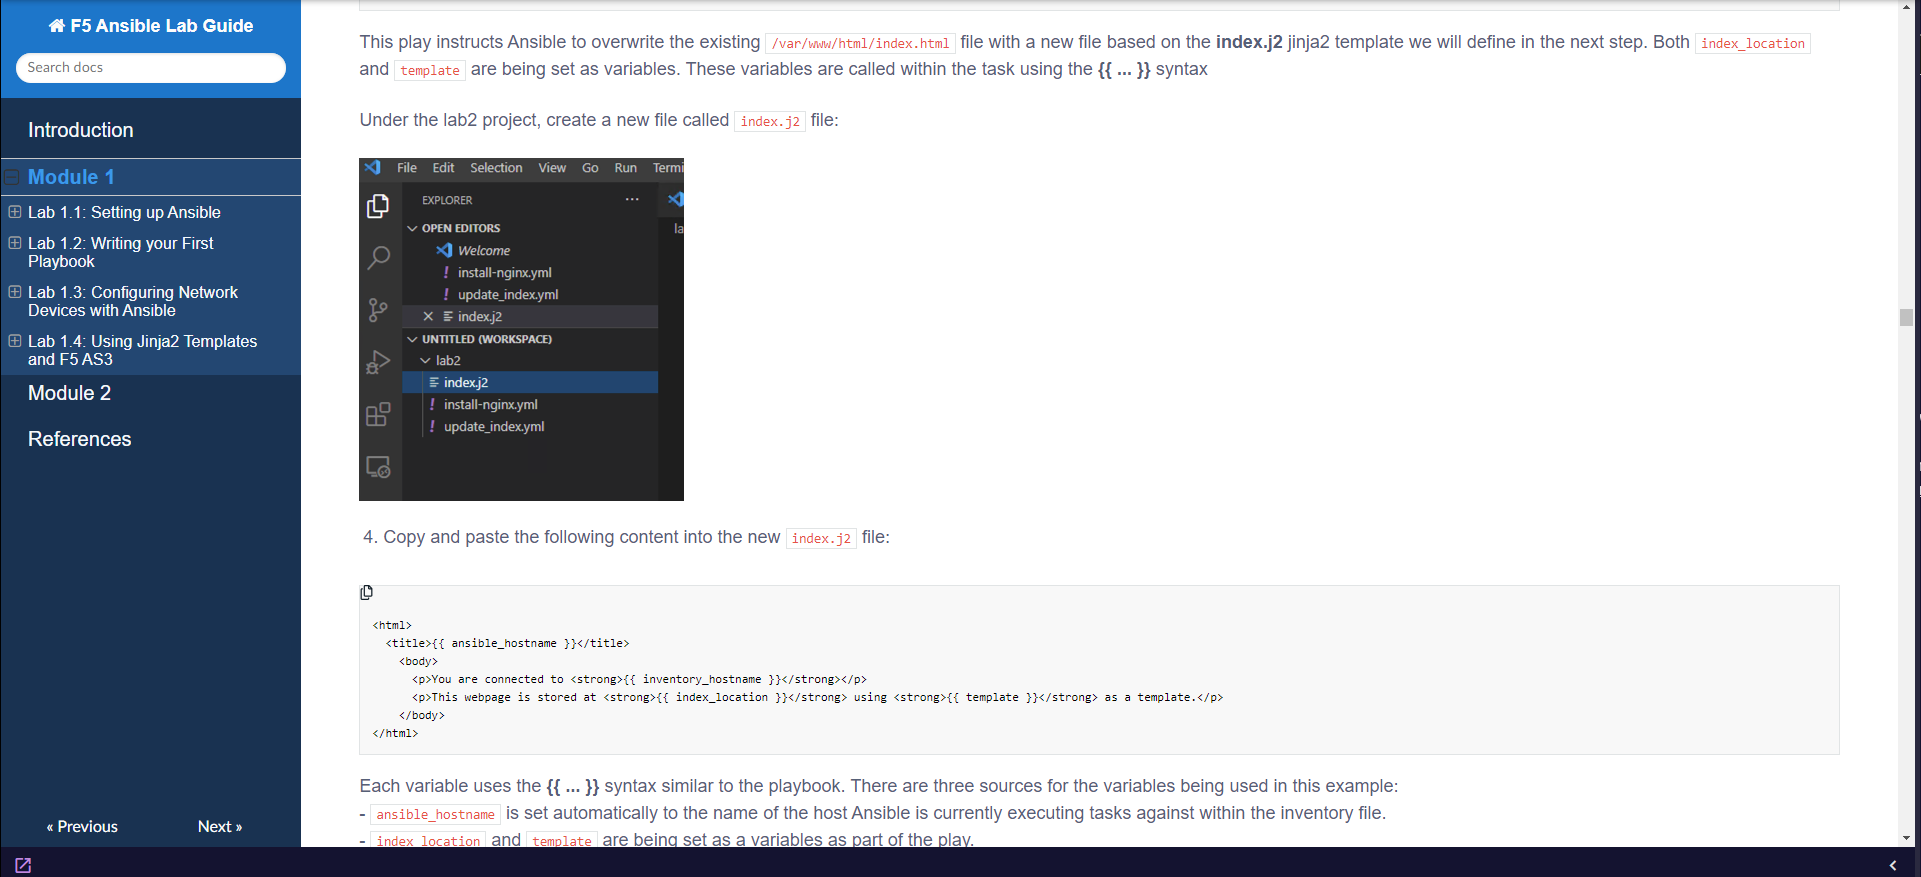 F5 Ansible Lab Guide
Search docs
Introduction
Module 1
Lab 1.1: Setting up Ansible
Lab 1.2: Writing your First
Playbook
Lab 1.3: Configuring Network
Devices with Ansible
Lab 1.4: Using Jinja2 Templates
and F5 AS3
Module 2
References
« Previous
Next »
This play instructs Ansible to overwrite the existing /var/www/html/index.html file with a new file based on the index.j2 jinja2 template we will define in the next step. Both index_location
and template are being set as variables. These variables are called within the task using the {{ ... }} syntax
Under the lab2 project, create a new file called index.j2 file:
File Edit Selection View Go Run Termi
EXPLORER ···
OPEN EDITORS
la
Welcome
! install-nginx.yml
! update_index.yml
index.j2
UNTITLED (WORKSPACE)
lab2
index.j2
! install-nginx.yml
! update_index.yml
4. Copy and paste the following content into the new index.j2 file:
<html>
<title>{{ ansible_hostname }}</title>
<body>
<p>You are connected to <strong>{{ inventory_hostname }}</strong></p>
<p>This webpage is stored at <strong>{{ index_location }}</strong> using <strong>{{ template }}</strong> as a template.</p>
</body>
</html>
Each variable uses the {{ ... }} syntax similar to the playbook. There are three sources for the variables being used in this example:
- ansible_hostname is set automatically to the name of the host Ansible is currently executing tasks against within the inventory file.
- index_location and template are being set as a variables as part of the play.